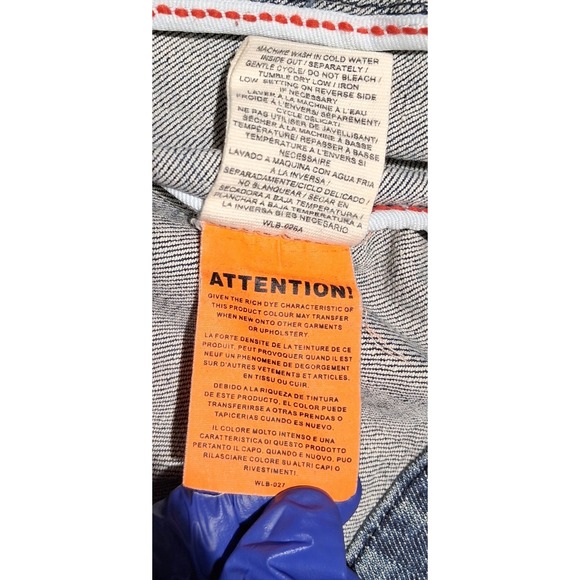 MACHINE WASH IN COLD WATER
INSIDE OUT / SEPARATELY /
GENTLE CYCLE/ DO NOT BLEACH /
TUMBLE DRY LOW / IRON
LOW SETTING ON REVERSE SIDE
IF NECESSARY
LAVER A LA MACHINE À L'EAU
FROIDE À L'ENVERS/ SÉPARÉMENT/
CYCLE DÉLICAT/
NE PAS UTILISER DE JAVELLISANT/
SÉCHER À LA MACHINE À BASSE
TEMPÉRATURE/ REPASSER À BASSE
TEMPÉRATURE À L'ENVERS SI
NÉCESSAIRE
LAVADO A MAQUINA CON AGUA FRIA
A LA INVERSA /
SEPARADAMENTE/CICLO DELICADO /
NO BLANQUEAR / SECAR EN
SECADORA A BAJA TEMPERATURA /
PLANCHAR A BAJA TEMPERATURA A
LA INVERSA SI ES NECESARIO
WLB-026A
ATTENTION!
GIVEN THE RICH DYE CHARACTERISTIC OF
THIS PRODUCT COLOUR MAY TRANSFER
WHEN NEW ONTO OTHER GARMENTS
OR UPHOLSTERY.
LA FORTE DENSITE DE LA TEINTURE DE CE
PRODUIT. PEUT PROVOQUER QUAND IL EST
NEUF UN PHENOMENE DE DEGORGEMENT
SUR D'AUTRES VETEMENTS ET ARTICLES.
EN TISSU OU CUIR.
DEBIDO A LA RIQUEZA DE TINTURA
DE ESTE PRODUCTO, EL COLOR PUEDE
TRANSFERIRSE A OTRAS PRENDAS O
TAPICERIAS CUANDO ES NUEVO.
IL COLORE MOLTO INTENSO E UNA
CARATTERISTICA DI QUESTO PRODOTTO
PERTANTO IL CAPO, QUANDO E NUOVO, PUO
RILASCIARE COLORE SU ALTRI CAPI O
RIVESTIMENTI.
WLB-027